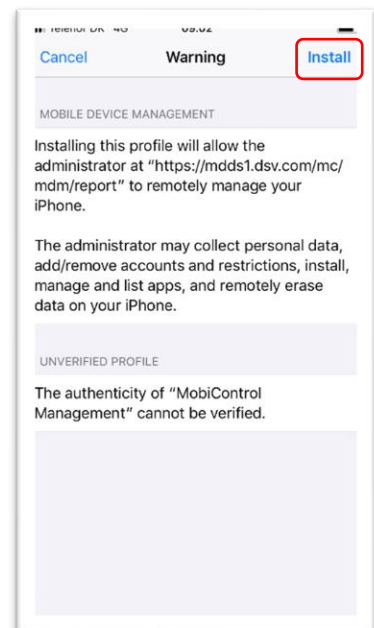 Cancel Warning Install
MOBILE DEVICE MANAGEMENT
Installing this profile will allow the
administrator at “https://mdds1.dsv.com/mc/
mdm/report” to remotely manage your
iPhone.
The administrator may collect personal data,
add/remove accounts and restrictions, install,
manage and list apps, and remotely erase
data on your iPhone.
UNVERIFIED PROFILE
The authenticity of “MobiControl
Management” cannot be verified.